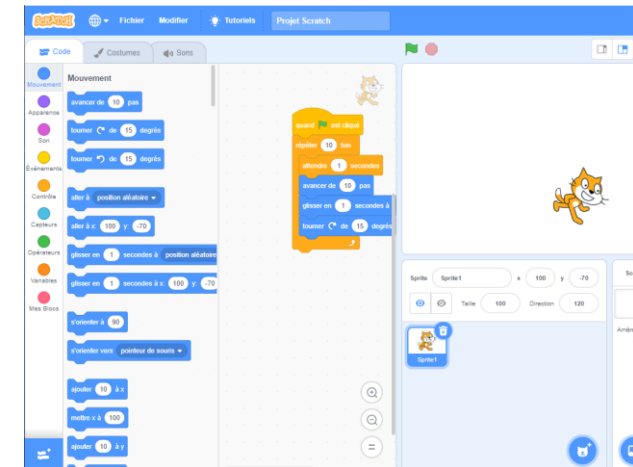 SCRATCH Fichier Modifier Tutoriels Projet Scratch
Code Costumes Sons
Mouvement
Apparence
Son
Événements
Contrôle
Capteurs
Opérateurs
Variables
Mes Blocs
Mouvement
avancer de 10 pas
tourner de 15 degrés
tourner de 15 degrés
aller à position aléatoire
aller à x: 100 y: -70
glisser en 1 secondes à position aléatoire
glisser en 1 secondes à x: 100 y: -70
s'orienter à 90
s'orienter vers pointeur de souris
ajouter 10 à x
mettre x à 100
ajouter 10 à y
quand est cliqué
répéter 10 fois
attendre 1 secondes
avancer de 10 pas
glisser en 1 secondes à
tourner de 15 degrés
Sprite Sprite1 x 100 y -70
Taille 100 Direction 120
Sprite1